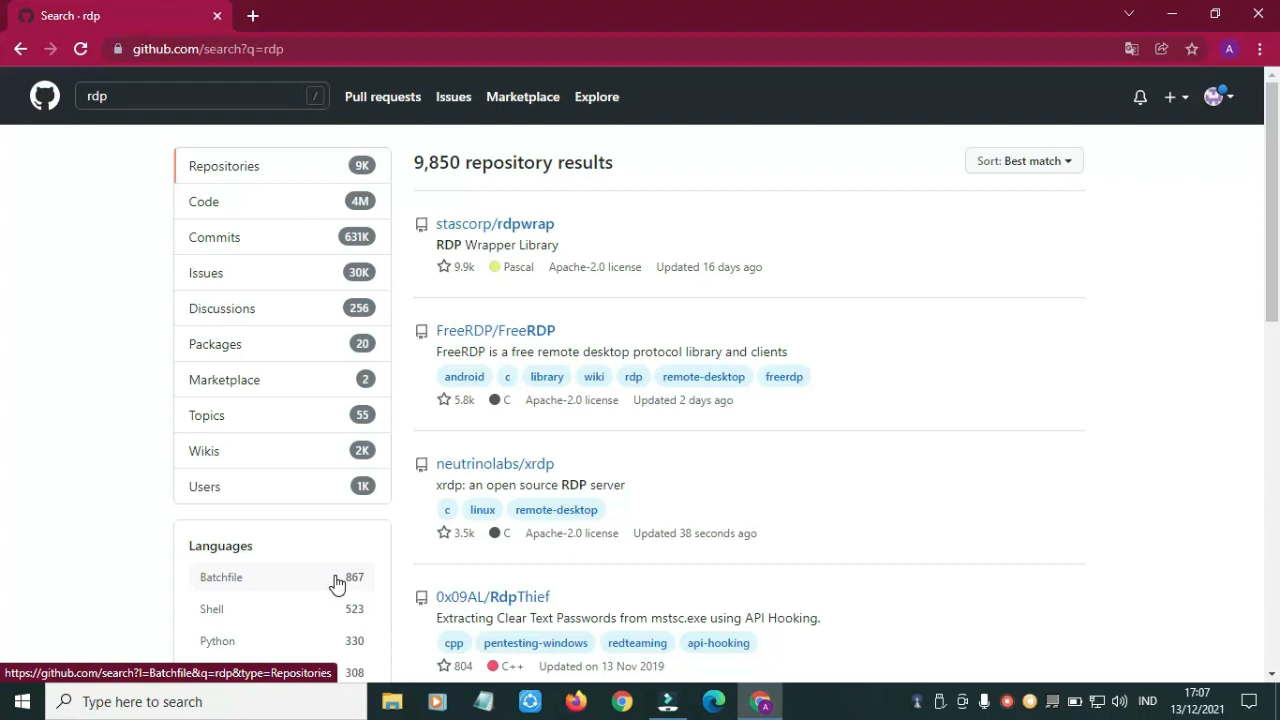 Search · rdp
github.com/search?q=rdp
A
rdp
/
Pull requests Issues Marketplace Explore
Repositories 9K
Code 4M
Commits 631K
Issues 30K
Discussions 256
Packages 20
Marketplace 2
Topics 55
Wikis 2K
Users 1K
Languages
Batchfile 867
Shell 523
Python 330
308
9,850 repository results
Sort: Best match
stascorp/rdpwrap
RDP Wrapper Library
9.9k Pascal Apache-2.0 license Updated 16 days ago
FreeRDP/FreeRDP
FreeRDP is a free remote desktop protocol library and clients
android c library wiki rdp remote-desktop freerdp
5.8k C Apache-2.0 license Updated 2 days ago
neutrinolabs/xrdp
xrdp: an open source RDP server
c linux remote-desktop
3.5k C Apache-2.0 license Updated 38 seconds ago
0x09AL/RdpThief
Extracting Clear Text Passwords from mstsc.exe using API Hooking.
cpp pentesting-windows redteaming api-hooking
804 C++ Updated on 13 Nov 2019
https://github.com/search?l=Batchfile&q=rdp&type=Repositories
Type here to search
A
IND
17:07
13/12/2021